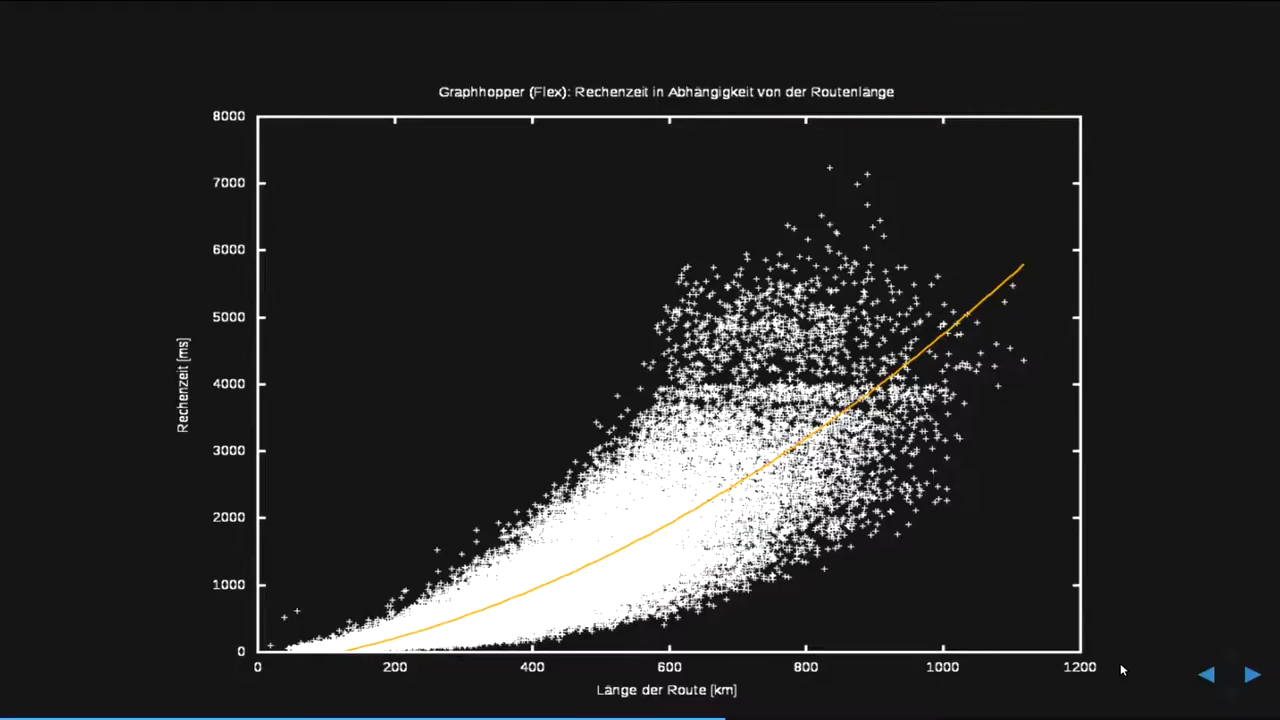 Graphhopper (Flex): Rechenzeit in Abhängigkeit von der Routenlänge
8000
7000
6000
5000
4000
3000
2000
1000
0
Rechenzeit [ms]
0 200 400 600 800 1000 1200
Länge der Route [km]